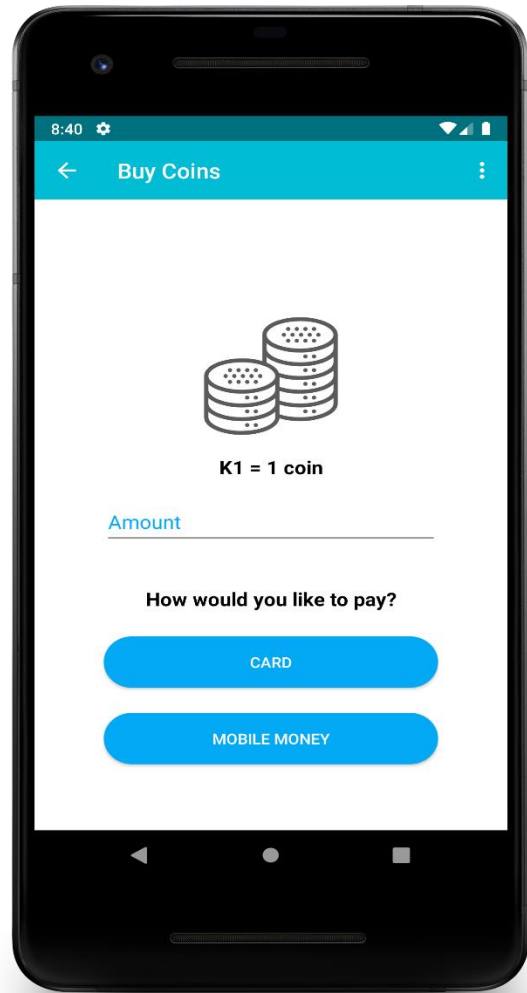 8:40
Buy Coins
K1 = 1 coin
Amount
How would you like to pay?
CARD
MOBILE MONEY